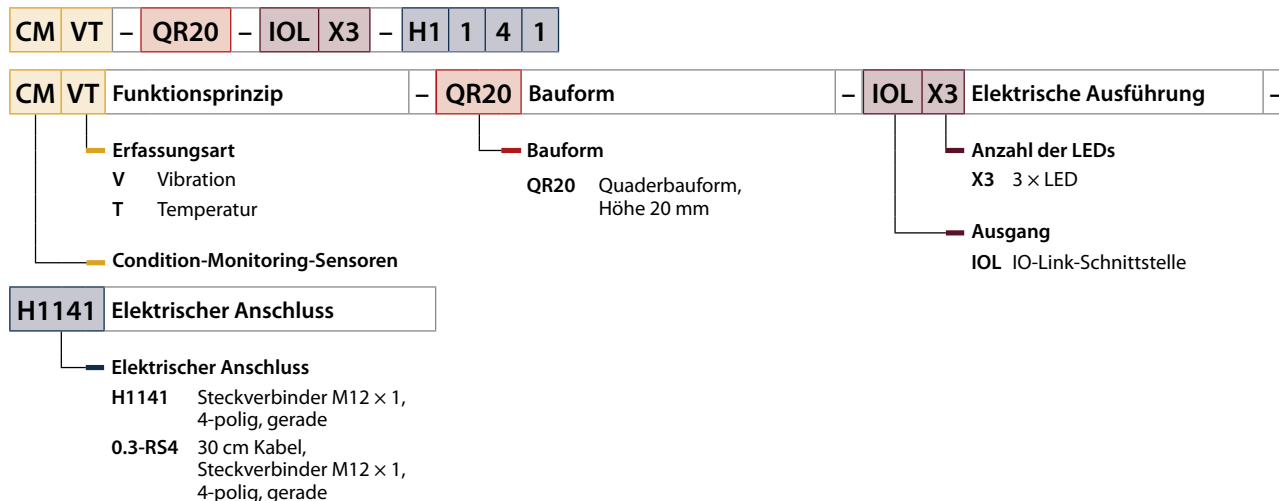 CM VT – QR20 – IOL X3 – H1 1 4 1
CM VT Funktionsprinzip – QR20 Bauform – IOL X3 Elektrische Ausführung –
Erfassungsart
V Vibration
T Temperatur
Condition-Monitoring-Sensoren
Bauform
QR20 Quaderbauform,
Höhe 20 mm
Anzahl der LEDs
X3 3 × LED
Ausgang
IOL IO-Link-Schnittstelle
H1141 Elektrischer Anschluss
Elektrischer Anschluss
H1141 Steckverbinder M12 × 1,
4-polig, gerade
0.3-RS4 30 cm Kabel,
Steckverbinder M12 × 1,
4-polig, gerade